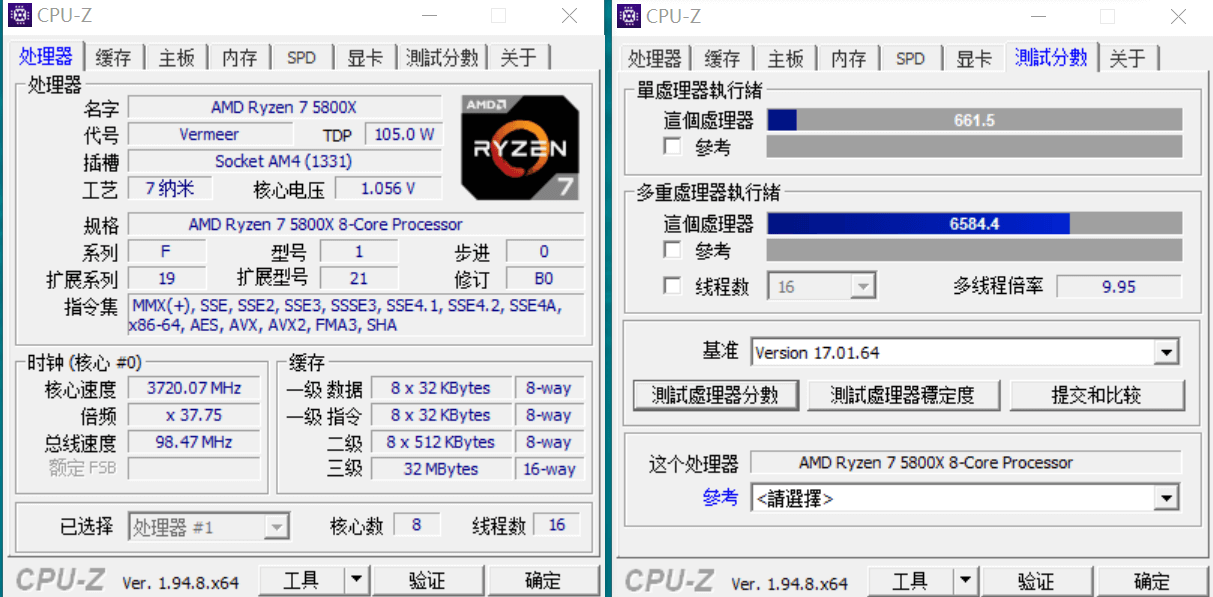 CPU-Z
处理器 缓存 主板 内存 SPD 显卡 測試分數 关于
处理器
名字 AMD Ryzen 7 5800X
代号 Vermeer TDP 105.0 W
插槽 Socket AM4 (1331)
工艺 7 纳米 核心电压 1.056 V
AMD RYZEN 7
规格 AMD Ryzen 7 5800X 8-Core Processor
系列 F 型号 1 步进 0
扩展系列 19 扩展型号 21 修订 B0
指令集 MMX(+), SSE, SSE2, SSE3, SSSE3, SSE4.1, SSE4.2, SSE4A,
x86-64, AES, AVX, AVX2, FMA3, SHA
时钟 (核心 #0)
核心速度 3720.07 MHz
倍频 x 37.75
总线速度 98.47 MHz
额定 FSB
缓存
一级 数据 8 x 32 KBytes 8-way
一级 指令 8 x 32 KBytes 8-way
二级 8 x 512 KBytes 8-way
三级 32 MBytes 16-way
已选择 处理器 #1 核心数 8 线程数 16
CPU-Z Ver. 1.94.8.x64 工具 验证 确定
CPU-Z
处理器 缓存 主板 内存 SPD 显卡 測試分數 关于
單處理器執行緒
這個處理器 661.5
參考
多重處理器執行緒
這個處理器 6584.4
參考
线程数 16 多线程倍率 9.95
基准 Version 17.01.64
測試處理器分數 測試處理器穩定度 提交和比较
这个处理器 AMD Ryzen 7 5800X 8-Core Processor
參考 <請選擇>
CPU-Z Ver. 1.94.8.x64 工具 验证 确定